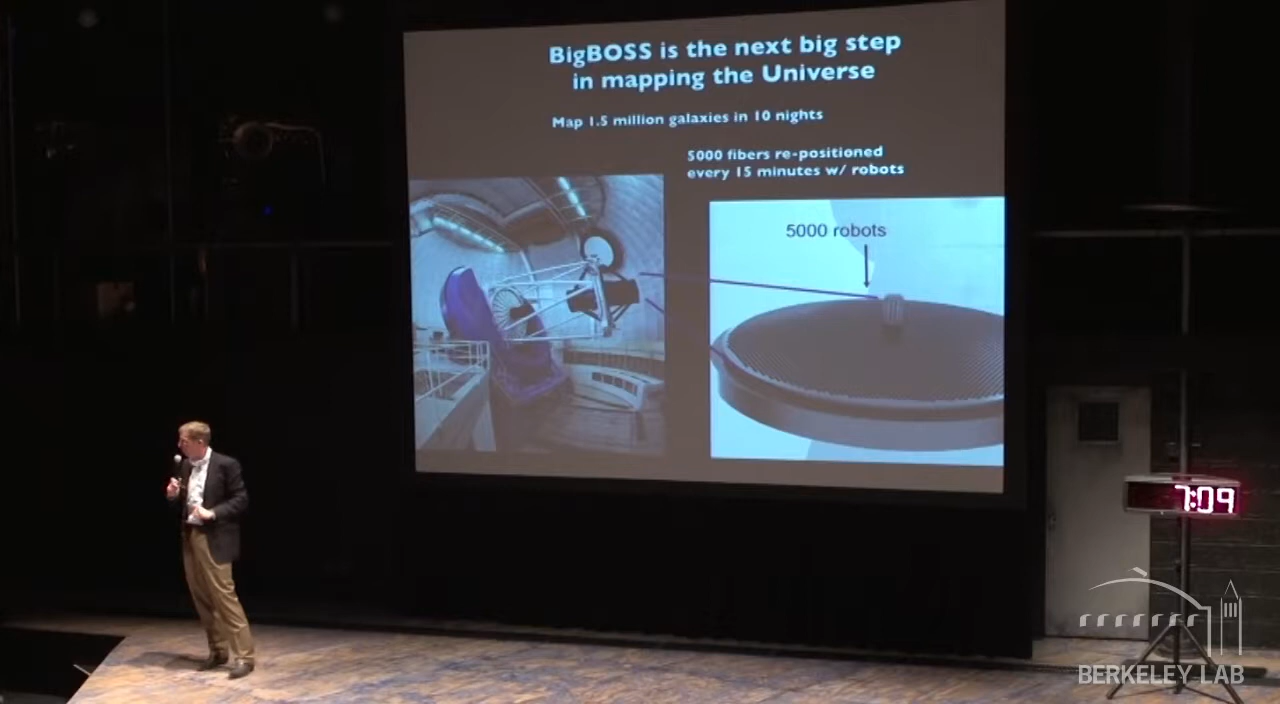 BigBOSS is the next big step
in mapping the Universe
Map 1.5 million galaxies in 10 nights
5000 fibers re-positioned
every 15 minutes w/ robots
5000 robots
7:09
BERKELEY LAB